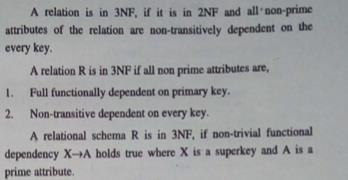 A relation is in 3NF, if it is in 2NF and all non-prime
attributes of the relation are non-transitively dependent on the
every key.
A relation R is in 3NF if all non prime attributes are,
1. Full functionally dependent on primary key.
2. Non-transitive dependent on every key.
A relational schema R is in 3NF, if non-trivial functional
dependency X→A holds true where X is a superkey and A is a
prime attribute.